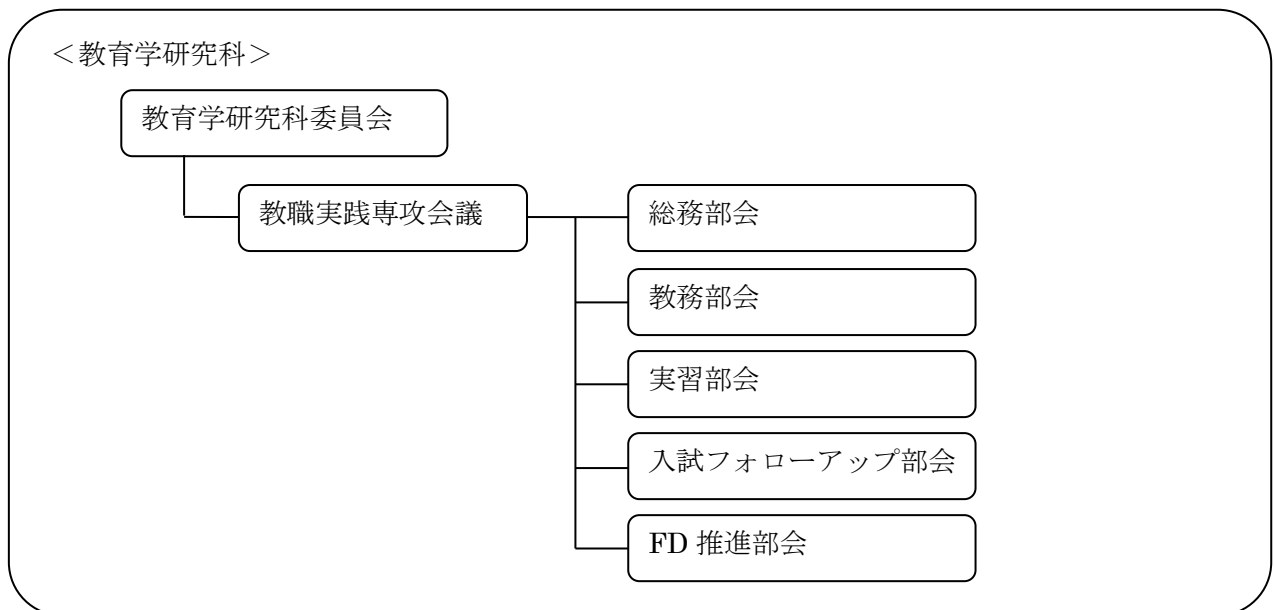 ＜教育学研究科＞
教育学研究科委員会
教職実践専攻会議
総務部会
教務部会
実習部会
入試フォローアップ部会
FD 推進部会